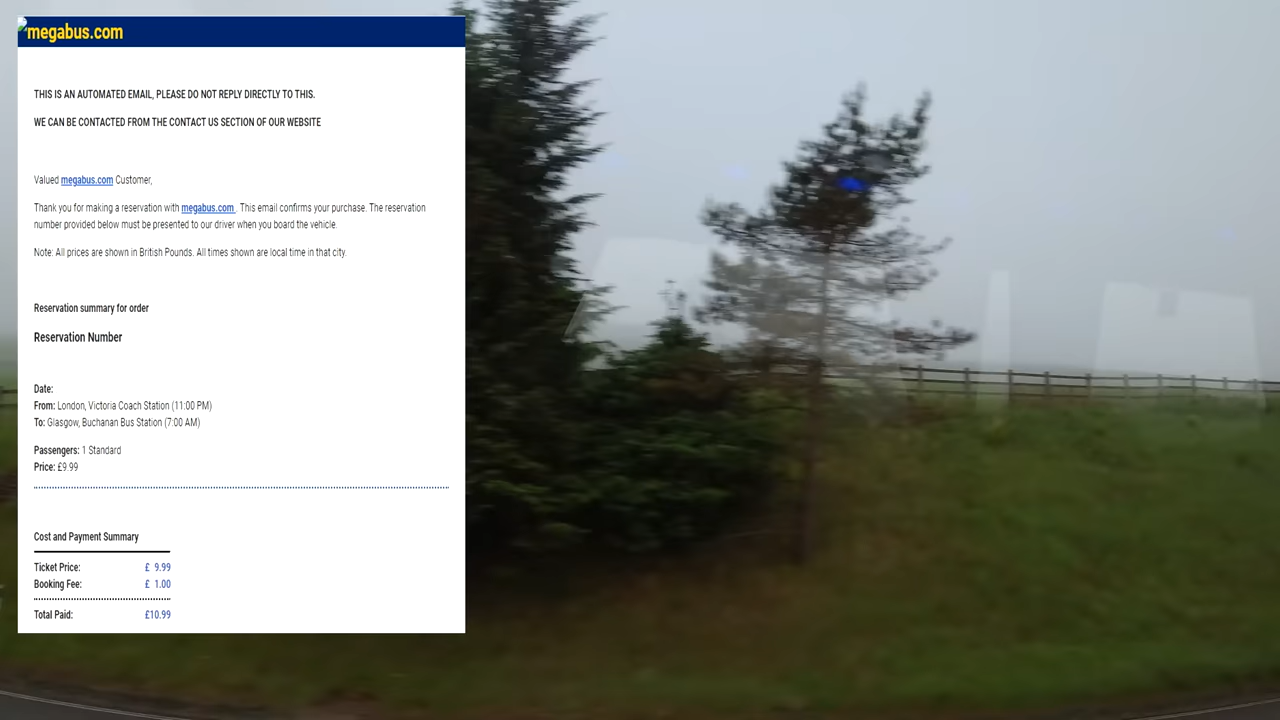 megabus.com
THIS IS AN AUTOMATED EMAIL, PLEASE DO NOT REPLY DIRECTLY TO THIS.
WE CAN BE CONTACTED FROM THE CONTACT US SECTION OF OUR WEBSITE
Valued megabus.com Customer,
Thank you for making a reservation with megabus.com . This email confirms your purchase. The reservation
number provided below must be presented to our driver when you board the vehicle.
Note: All prices are shown in British Pounds. All times shown are local time in that city.
Reservation summary for order
Reservation Number
Date:
From: London, Victoria Coach Station (11:00 PM)
To: Glasgow, Buchanan Bus Station (7:00 AM)
Passengers: 1 Standard
Price: £9.99
Cost and Payment Summary
Ticket Price: £ 9.99
Booking Fee: £ 1.00
Total Paid: £10.99